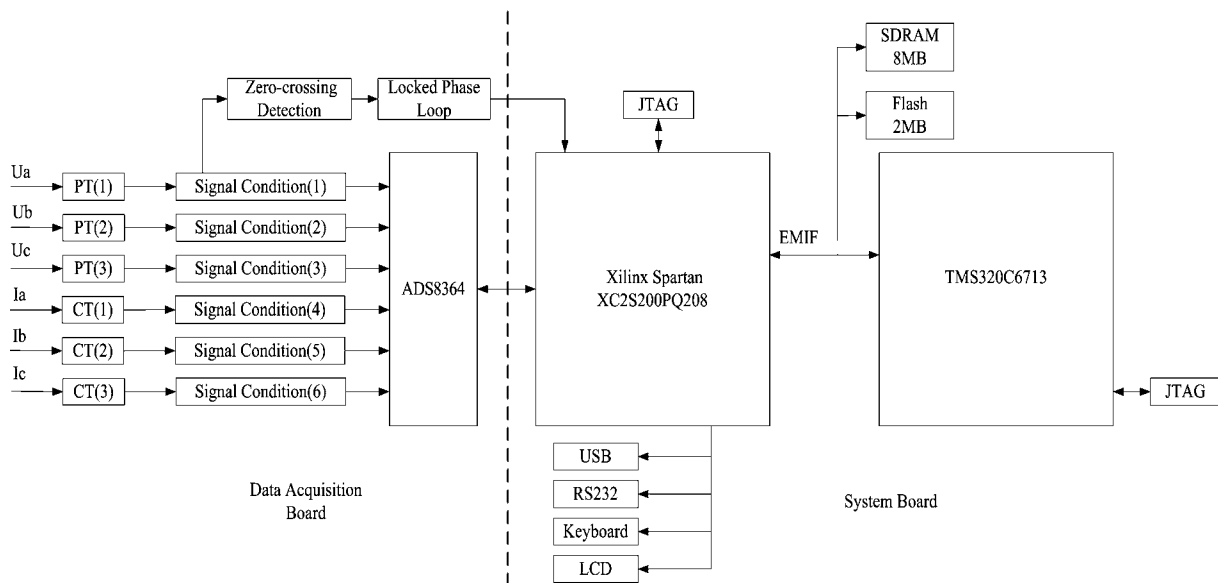 SDRAM
8MB
Zero-crossing
Detection
Locked Phase
Loop
JTAG
Flash
2MB
Ua
PT(1)
Signal Condition(1)
Ub
PT(2)
Signal Condition(2)
Uc
PT(3)
Signal Condition(3)
Ia
CT(1)
Signal Condition(4)
Ib
CT(2)
Signal Condition(5)
Ic
CT(3)
Signal Condition(6)
ADS8364
Xilinx Spartan
XC2S200PQ208
EMIF
TMS320C6713
JTAG
USB
RS232
Keyboard
LCD
Data Acquisition
Board
System Board